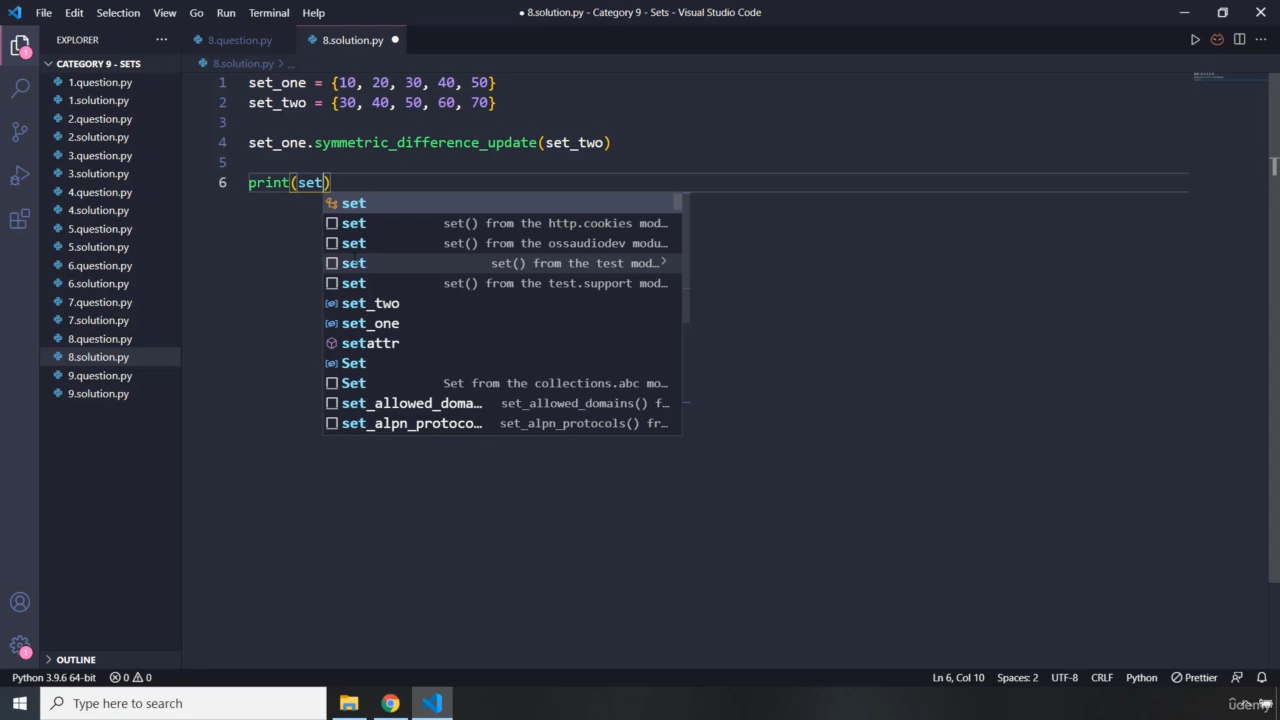 File Edit Selection View Go Run Terminal Help
● 8.solution.py - Category 9 - Sets - Visual Studio Code
EXPLORER
8.question.py
8.solution.py
CATEGORY 9 - SETS
8.solution.py > ...
1.question.py
1.solution.py
2.question.py
2.solution.py
3.question.py
3.solution.py
4.question.py
4.solution.py
5.question.py
5.solution.py
6.question.py
6.solution.py
7.question.py
7.solution.py
8.question.py
8.solution.py
9.question.py
9.solution.py
1 set_one = {10, 20, 30, 40, 50}
2 set_two = {30, 40, 50, 60, 70}
3
4 set_one.symmetric_difference_update(set_two)
5
6 print(set)
set
set set() from the http.cookies mod…
set set() from the ossaudiodev modu…
set set() from the test mod…
set set() from the test.support mod…
set_two
set_one
setattr
Set
Set Set from the collections.abc mo…
set_allowed_doma… set_allowed_domains() f…
set_alpn_protoco… set_alpn_protocols() fr…
1
1
OUTLINE
Python 3.9.6 64-bit 0 0 Ln 6, Col 10 Spaces: 2 UTF-8 CRLF Python Prettier
Type here to search
Udemy